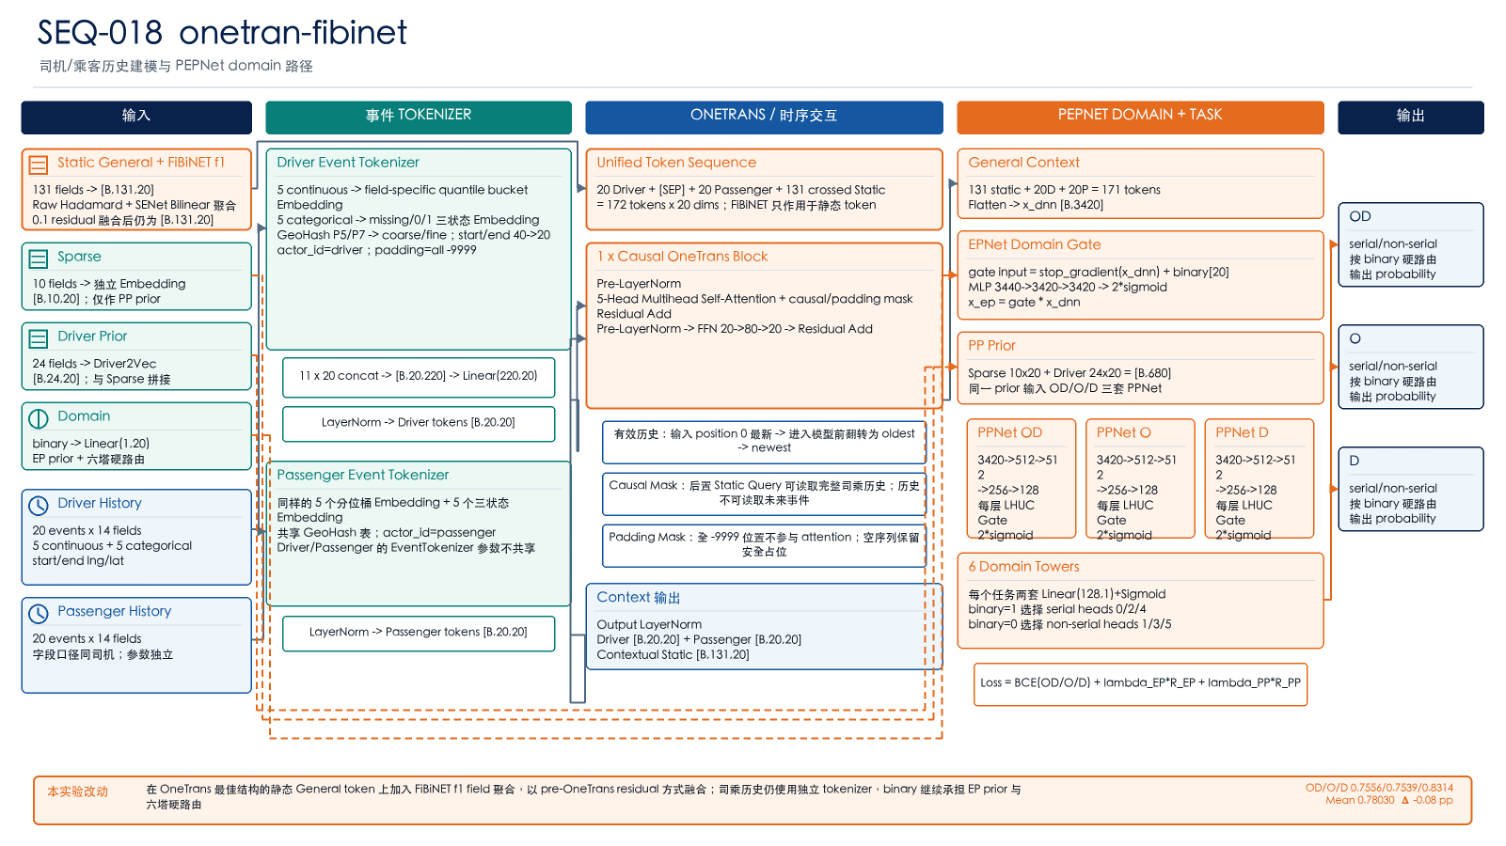 SEQ-018 onetran-fibinet
司机/乘客历史建模与 PEPNet domain 路径
输入
事件 TOKENIZER
ONETRANS / 时序交互
PEPNET DOMAIN + TASK
输出
Static General + FiBiNET f1
131 fields -> [B,131,20]
Raw Hadamard + SENet Bilinear 聚合
0.1 residual 融合后仍为 [B,131,20]
Sparse
10 fields -> 独立 Embedding
[B,10,20]；仅作 PP prior
Driver Prior
24 fields -> Driver2Vec
[B,24,20]；与 Sparse 拼接
Domain
binary -> Linear(1,20)
EP prior + 六塔硬路由
Driver History
20 events x 14 fields
5 continuous + 5 categorical
start/end lng/lat
Passenger History
20 events x 14 fields
字段口径同司机；参数独立
Driver Event Tokenizer
5 continuous -> field-specific quantile bucket
Embedding
5 categorical -> missing/0/1 三状态 Embedding
GeoHash P5/P7 -> coarse/fine；start/end 40->20
actor_id=driver；padding=all -9999
11 x 20 concat -> [B,20,220] -> Linear(220,20)
LayerNorm -> Driver tokens [B,20,20]
Passenger Event Tokenizer
同样的 5 个分位桶 Embedding + 5 个三状态
Embedding
共享 GeoHash 表；actor_id=passenger
Driver/Passenger 的 EventTokenizer 参数不共享
LayerNorm -> Passenger tokens [B,20,20]
Unified Token Sequence
20 Driver + [SEP] + 20 Passenger + 131 crossed Static
= 172 tokens x 20 dims；FiBiNET 只作用于静态 token
1 x Causal OneTrans Block
Pre-LayerNorm
5-Head Multihead Self-Attention + causal/padding mask
Residual Add
Pre-LayerNorm -> FFN 20->80->20 -> Residual Add
有效历史：输入 position 0 最新 -> 进入模型前翻转为 oldest
-> newest
Causal Mask：后置 Static Query 可读取完整司乘历史；历史
不可读取未来事件
Padding Mask：全 -9999 位置不参与 attention；空序列保留
安全占位
Context 输出
Output LayerNorm
Driver [B,20,20] + Passenger [B,20,20]
Contextual Static [B,131,20]
General Context
131 static + 20D + 20P = 171 tokens
Flatten -> x_dnn [B,3420]
EPNet Domain Gate
gate input = stop_gradient(x_dnn) + binary[20]
MLP 3440->3420->3420 -> 2*sigmoid
x_ep = gate * x_dnn
PP Prior
Sparse 10x20 + Driver 24x20 = [B,680]
同一 prior 输入 OD/O/D 三套 PPNet
PPNet OD
3420->512->51
2
->256->128
每层 LHUC
Gate
2*sigmoid
PPNet O
3420->512->51
2
->256->128
每层 LHUC
Gate
2*sigmoid
PPNet D
3420->512->51
2
->256->128
每层 LHUC
Gate
2*sigmoid
6 Domain Towers
每个任务两套 Linear(128,1)+Sigmoid
binary=1 选择 serial heads 0/2/4
binary=0 选择 non-serial heads 1/3/5
Loss = BCE(OD/O/D) + lambda_EP*R_EP + lambda_PP*R_PP
OD
serial/non-serial
按 binary 硬路由
输出 probability
O
serial/non-serial
按 binary 硬路由
输出 probability
D
serial/non-serial
按 binary 硬路由
输出 probability
本实验改动
在 OneTrans 最佳结构的静态 General token 上加入 FiBiNET f1 field 聚合，以 pre-OneTrans residual 方式融合；司乘历史仍使用独立 tokenizer，binary 继续承担 EP prior 与
六塔硬路由
OD/O/D 0.7556/0.7539/0.8314
Mean 0.78030 Δ -0.08 pp